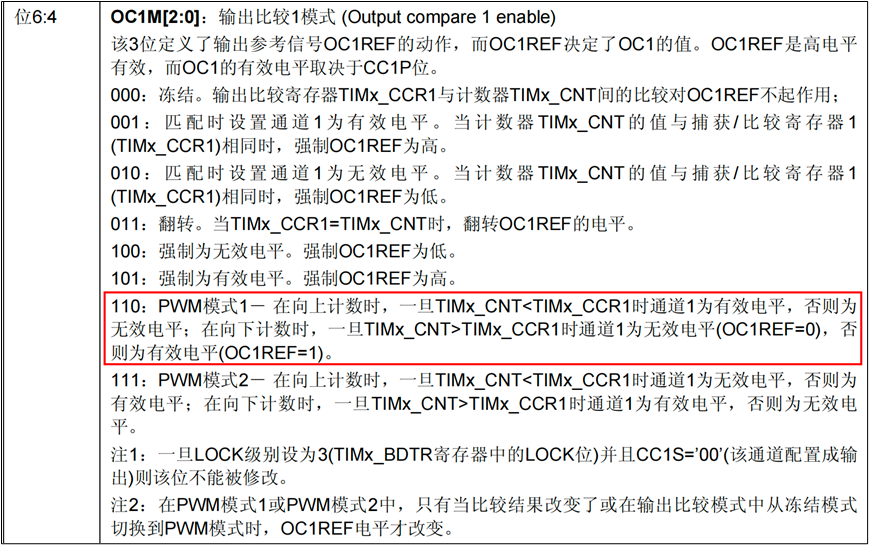 位6:4
OC1M[2:0]：输出比较1模式 (Output compare 1 enable)
该3位定义了输出参考信号OC1REF的动作，而OC1REF决定了OC1的值。OC1REF是高电平
有效，而OC1的有效电平取决于CC1P位。
000：冻结。输出比较寄存器TIMx_CCR1与计数器TIMx_CNT间的比较对OC1REF不起作用；
001：匹配时设置通道1为有效电平。当计数器TIMx_CNT的值与捕获/比较寄存器1
(TIMx_CCR1)相同时，强制OC1REF为高。
010：匹配时设置通道1为无效电平。当计数器TIMx_CNT的值与捕获/比较寄存器1
(TIMx_CCR1)相同时，强制OC1REF为低。
011：翻转。当TIMx_CCR1=TIMx_CNT时，翻转OC1REF的电平。
100：强制为无效电平。强制OC1REF为低。
101：强制为有效电平。强制OC1REF为高。
110：PWM模式1－ 在向上计数时，一旦TIMx_CNT<TIMx_CCR1时通道1为有效电平，否则为
无效电平；在向下计数时，一旦TIMx_CNT>TIMx_CCR1时通道1为无效电平(OC1REF=0)，否
则为有效电平(OC1REF=1)。
111：PWM模式2－ 在向上计数时，一旦TIMx_CNT<TIMx_CCR1时通道1为无效电平，否则为
有效电平；在向下计数时，一旦TIMx_CNT>TIMx_CCR1时通道1为有效电平，否则为无效电
平。
注1：一旦LOCK级别设为3(TIMx_BDTR寄存器中的LOCK位)并且CC1S=’00’(该通道配置成输
出)则该位不能被修改。
注2：在PWM模式1或PWM模式2中，只有当比较结果改变了或在输出比较模式中从冻结模式
切换到PWM模式时，OC1REF电平才改变。